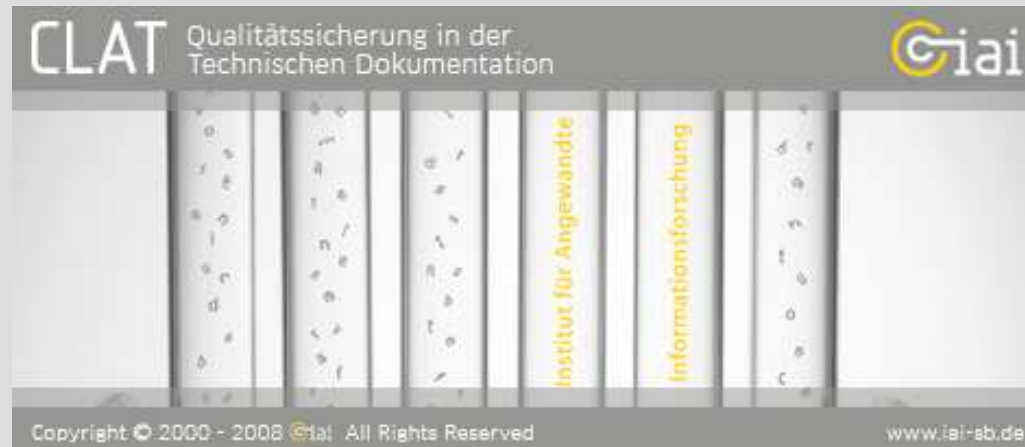 CLAT
Qualitätssicherung in der
Technischen Dokumentation
iai
Institut für Angewandte
Informationsforschung
Copyright © 2000 - 2008 iai All Rights Reserved
www.iai-sb.de